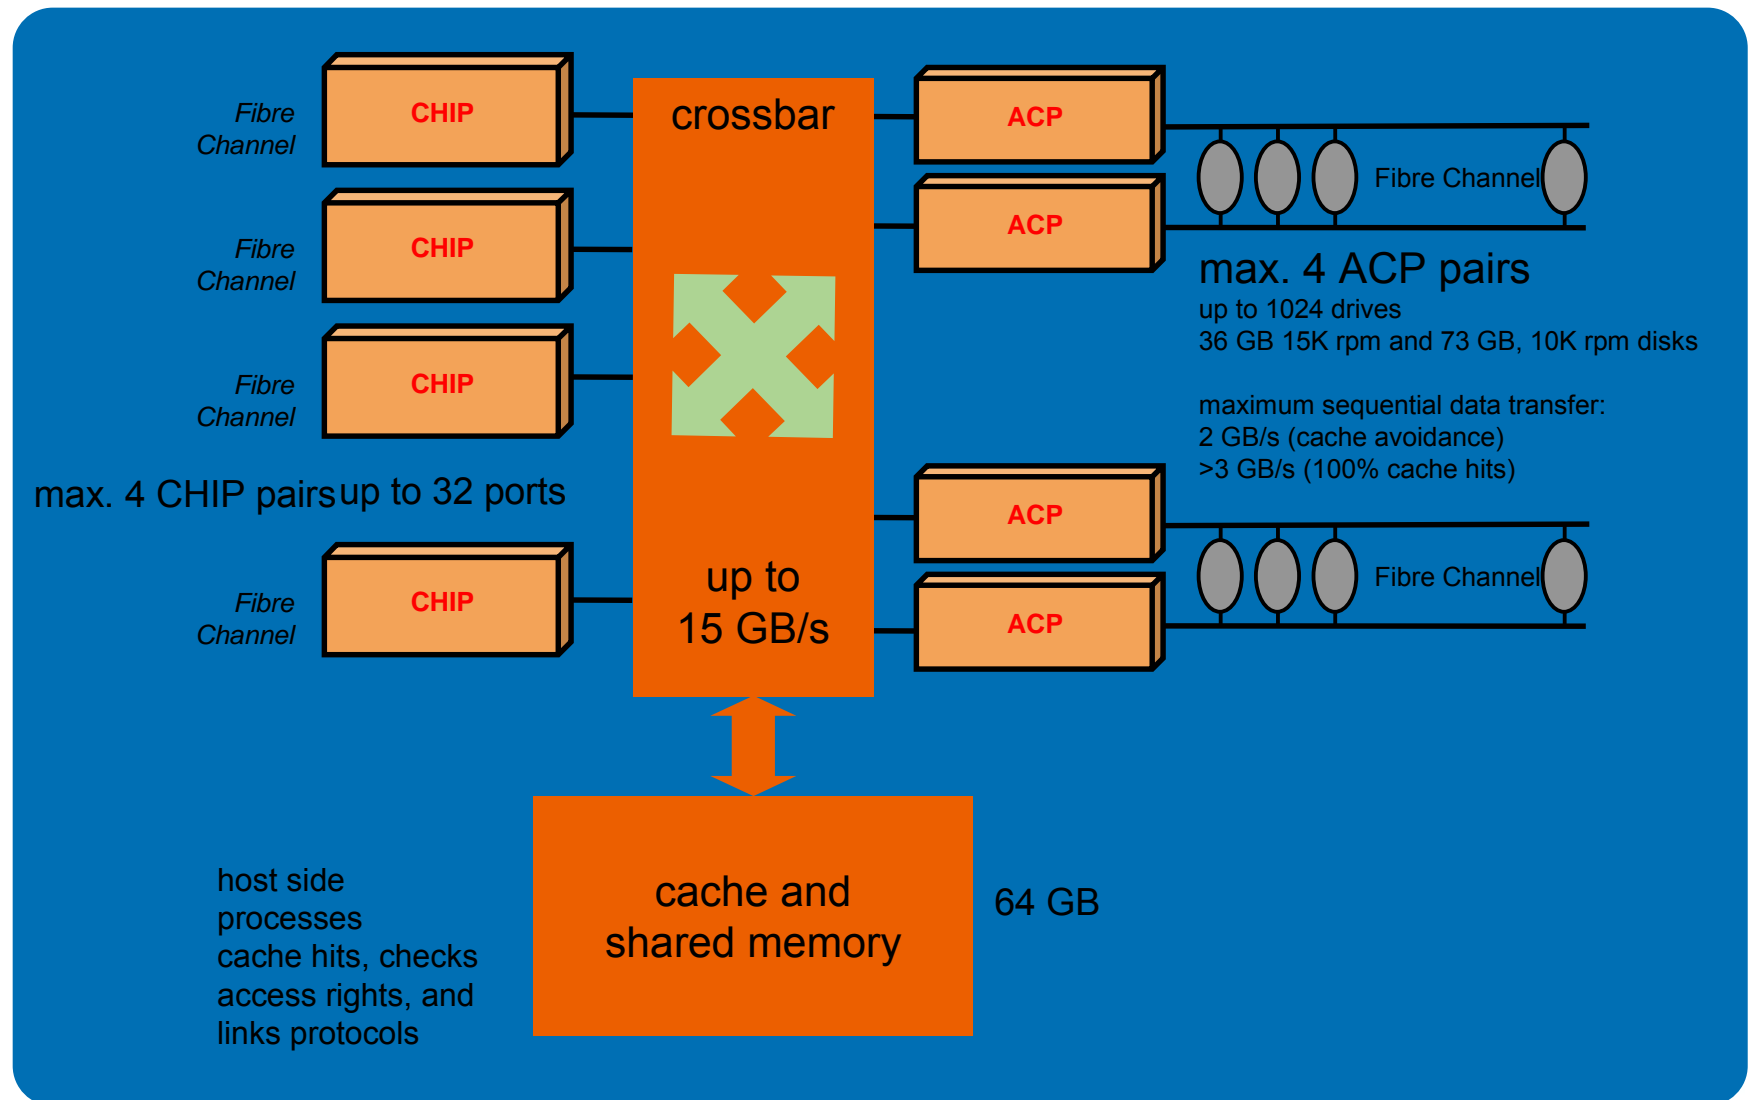 Fibre
Channel
CHIP
Fibre
Channel
CHIP
Fibre
Channel
CHIP
max. 4 CHIP pairs up to 32 ports
Fibre
Channel
CHIP
crossbar
up to
15 GB/s
ACP
ACP
Fibre Channel
max. 4 ACP pairs
up to 1024 drives
36 GB 15K rpm and 73 GB, 10K rpm disks
maximum sequential data transfer:
2 GB/s (cache avoidance)
>3 GB/s (100% cache hits)
ACP
ACP
Fibre Channel
host side
processes
cache hits, checks
access rights, and
links protocols
cache and
shared memory
64 GB